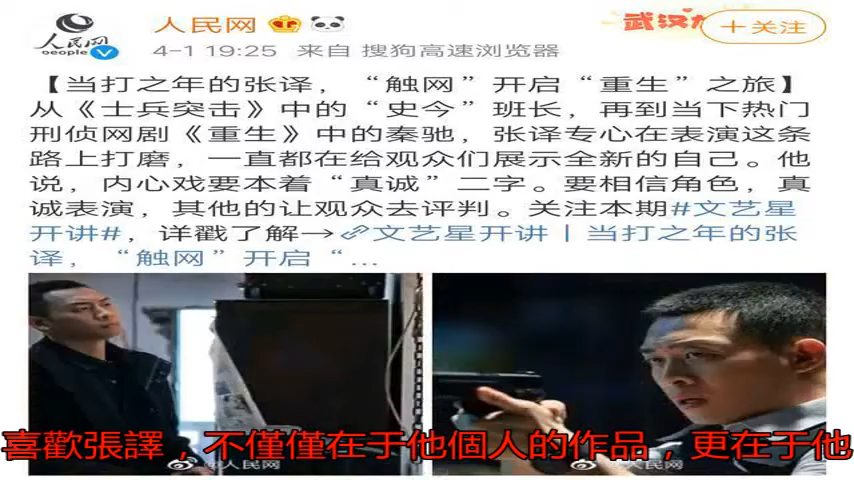 人民网
人民网
people
4-1 19:25 来自 搜狗高速浏览器
武汉
+关注
【当打之年的张译，“触网”开启“重生”之旅】
从《士兵突击》中的“史今”班长，再到当下热门
刑侦网剧《重生》中的秦驰，张译专心在表演这条
路上打磨，一直都在给观众们展示全新的自己。他
说，内心戏要本着“真诚”二字。要相信角色，真
诚表演，其他的让观众去评判。关注本期#文艺星
开讲#，详戳了解→文艺星开讲丨当打之年的张
译，“触网”开启“...
喜歡張譯，不僅僅在于他個人的作品，更在于他
@人民网
@人民网